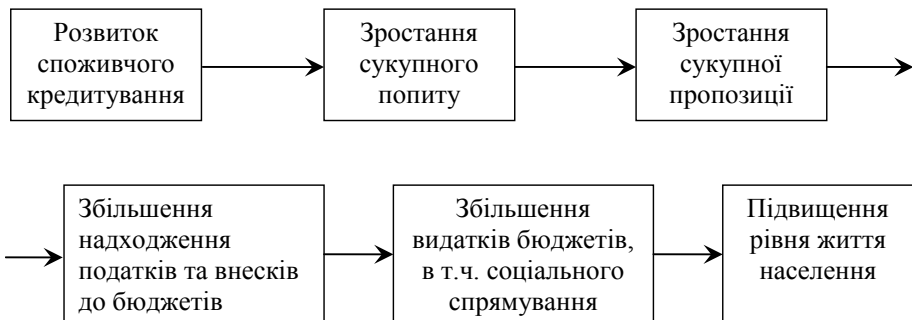 Розвиток
споживчого
кредитування
Зростання
сукупного
попиту
Зростання
сукупної
пропозиції
Збільшення
надходження
податків та внесків
до бюджетів
Збільшення
видатків бюджетів,
в т.ч. соціального
спрямування
Підвищення
рівня життя
населення